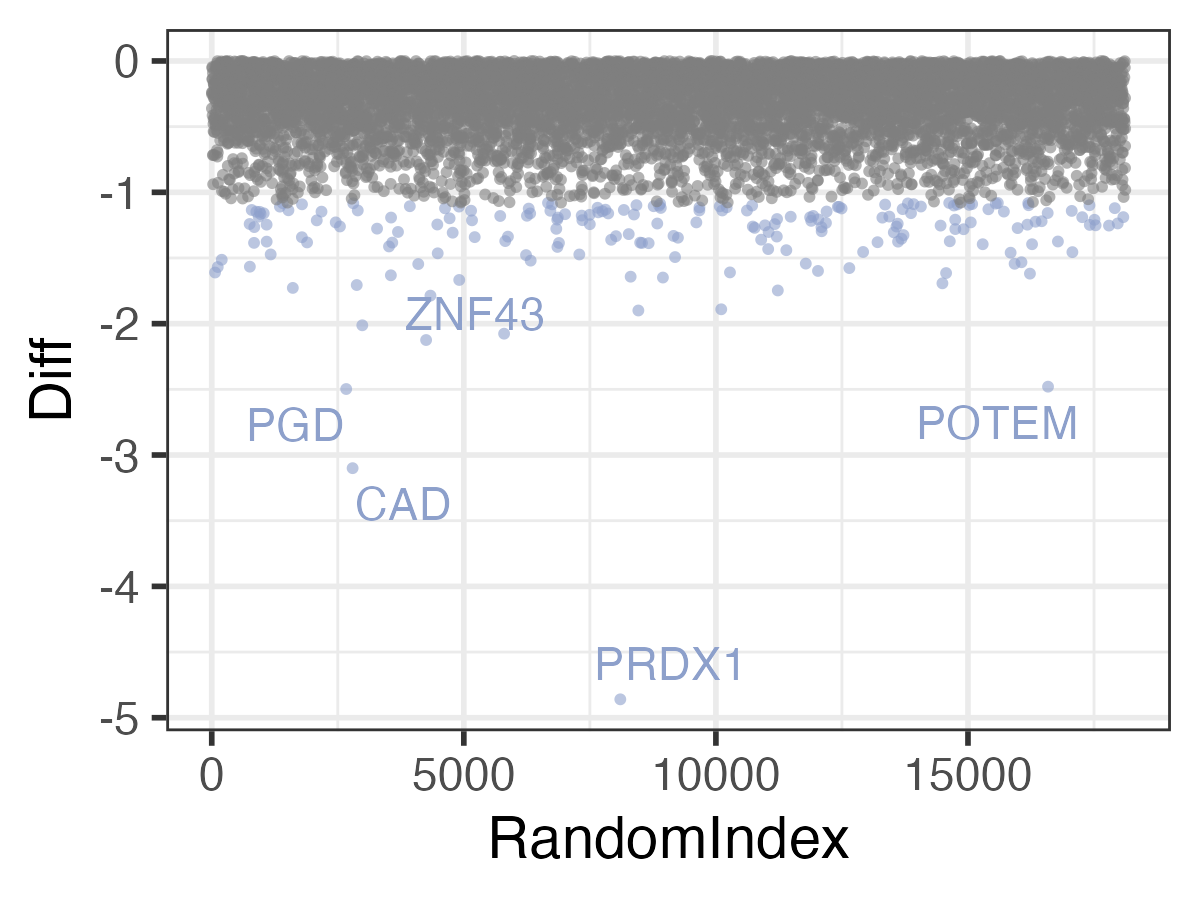 0
-1
-2
-3
-4
-5
Diff
ZNF43
PGD
POTEM
CAD
PRDX1
0 5000 10000 15000
RandomIndex